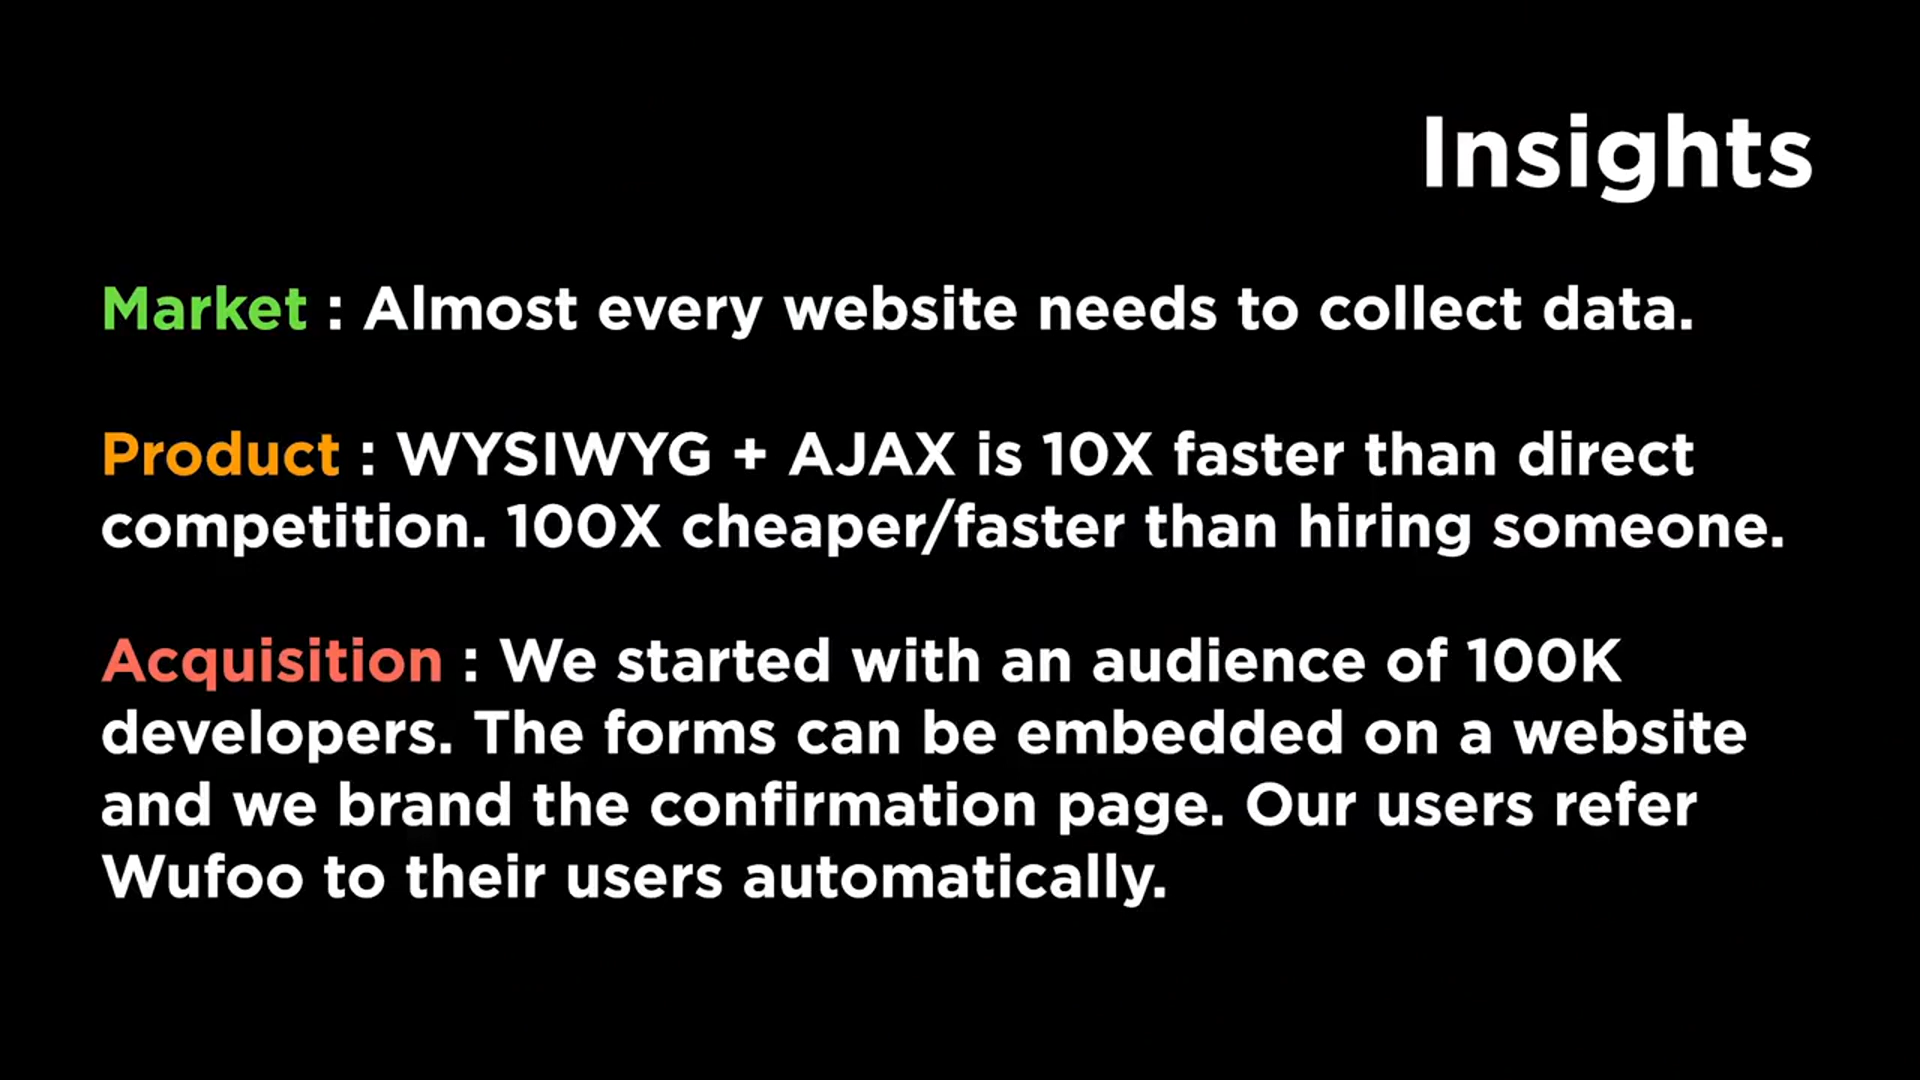 Insights
Market : Almost every website needs to collect data.
Product : WYSIWYG + AJAX is 10X faster than direct
competition. 100X cheaper/faster than hiring someone.
Acquisition : We started with an audience of 100K
developers. The forms can be embedded on a website
and we brand the confirmation page. Our users refer
Wufoo to their users automatically.